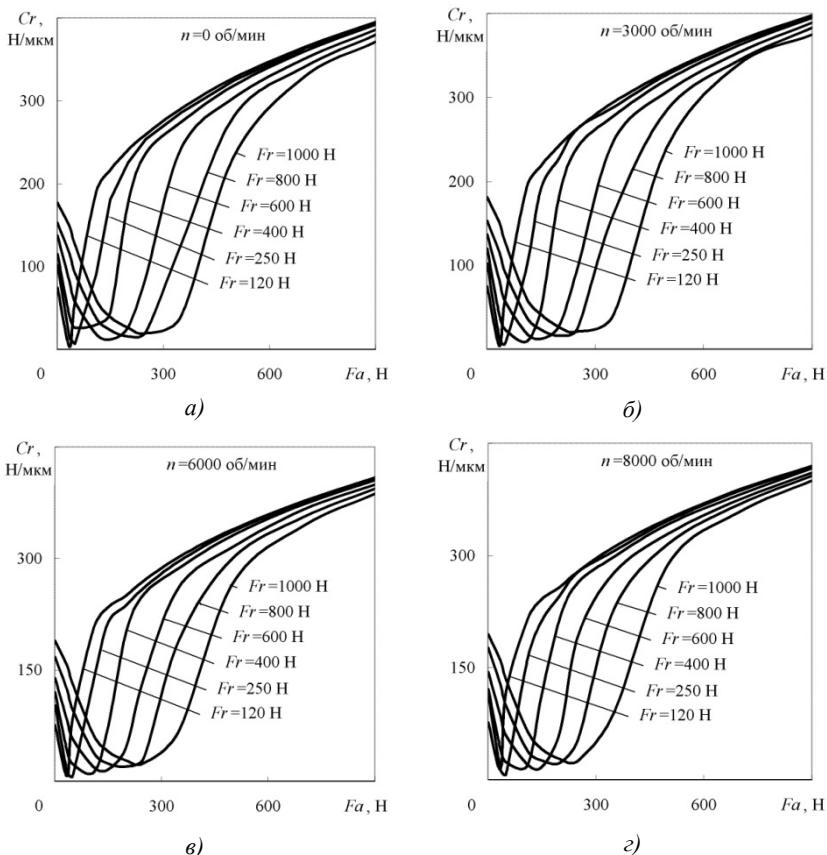 Cr ,
Н/мкм
n=0 об/мин
300
200
100
0
300
600
Fa , Н
Fr=1000 Н
Fr=800 Н
Fr=600 Н
Fr=400 Н
Fr=250 Н
Fr=120 Н
а)
Cr ,
Н/мкм
n=3000 об/мин
300
200
100
0
300
600
Fa , Н
Fr=1000 Н
Fr=800 Н
Fr=600 Н
Fr=400 Н
Fr=250 Н
Fr=120 Н
б)
Cr ,
Н/мкм
n=6000 об/мин
300
150
0
300
600
Fa , Н
Fr=1000 Н
Fr=800 Н
Fr=600 Н
Fr=400 Н
Fr=250 Н
Fr=120 Н
в)
Cr ,
Н/мкм
n=8000 об/мин
300
150
0
300
600
Fa , Н
Fr=1000 Н
Fr=800 Н
Fr=600 Н
Fr=400 Н
Fr=250 Н
Fr=120 Н
г)